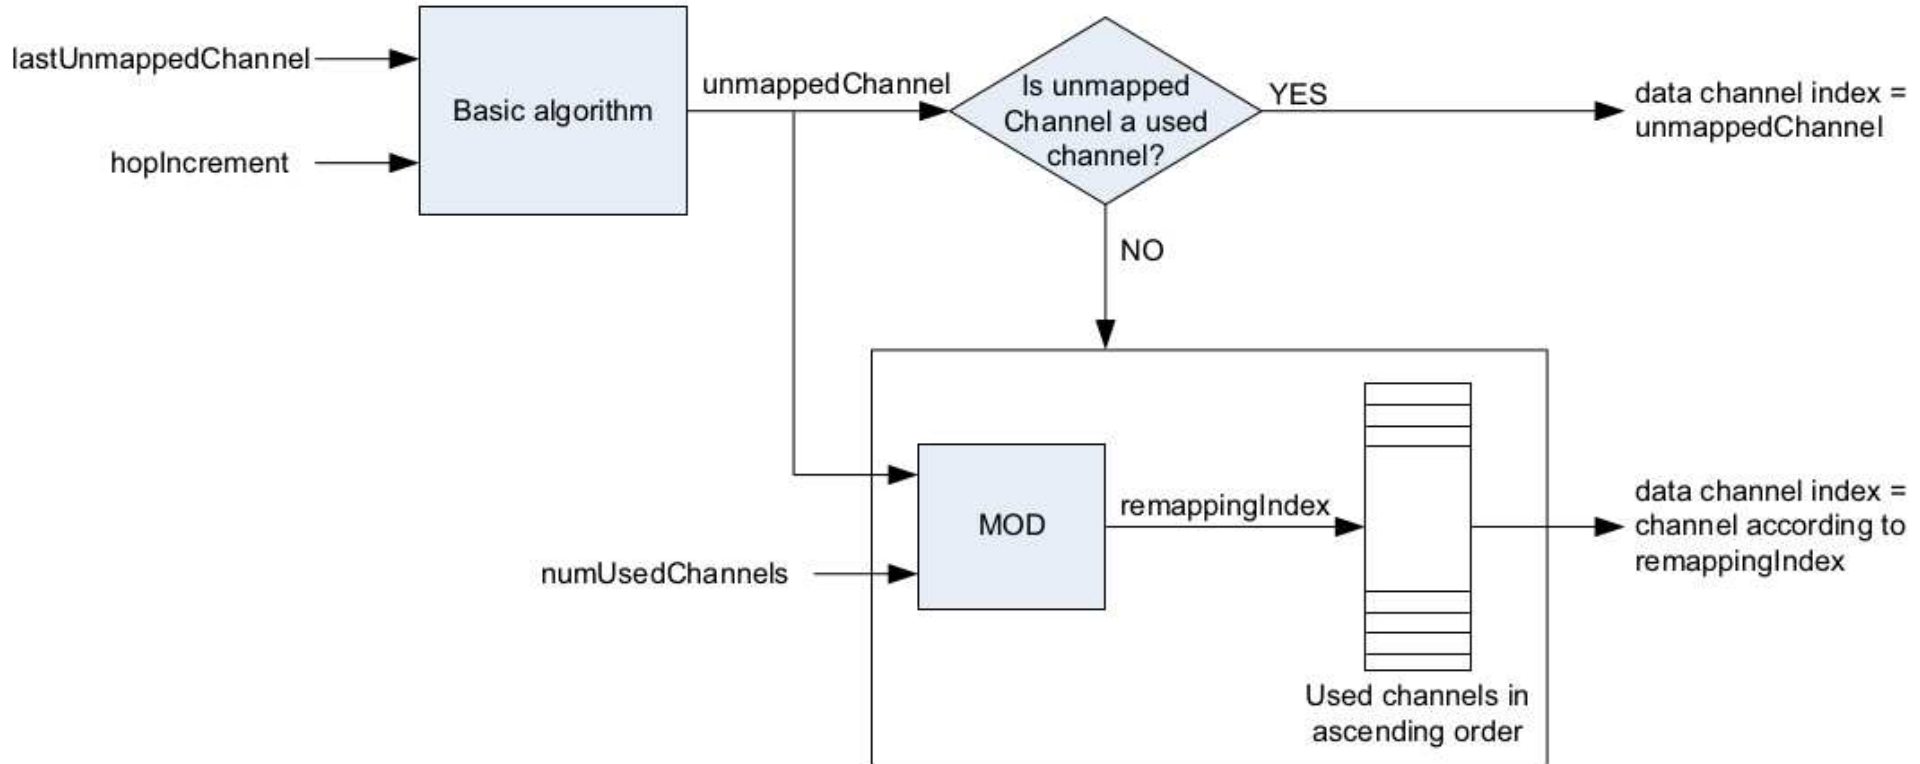 lastUnmappedChannel
hopIncrement
Basic algorithm
unmappedChannel
Is unmapped
Channel a used
channel?
YES
data channel index =
unmappedChannel
NO
numUsedChannels
MOD
remappingIndex
Used channels in
ascending order
data channel index =
channel according to
remappingIndex